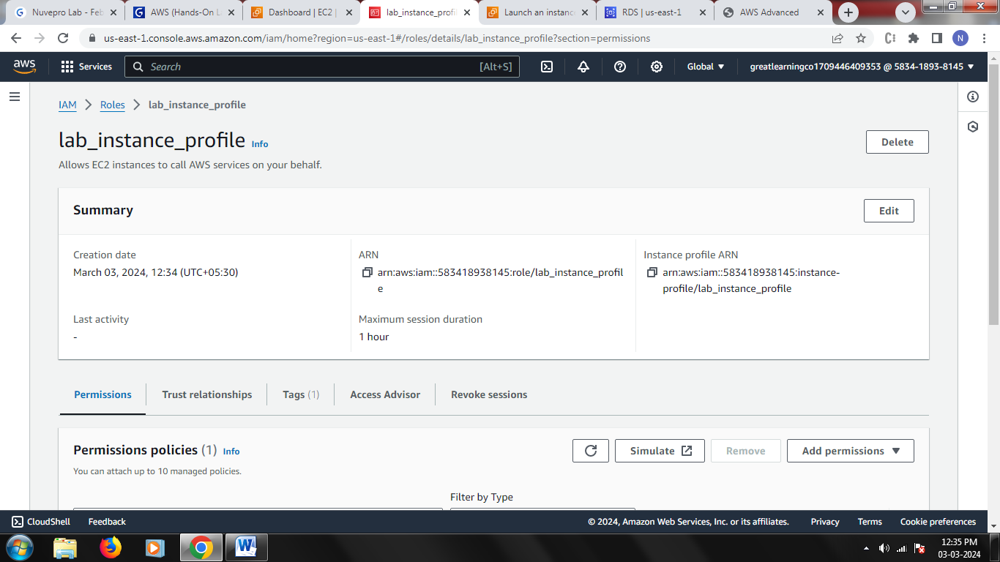 Nuvepro Lab - Feb
AWS (Hands-On L
Dashboard | EC2 |
lab_instance_profi
Launch an instanc
RDS | us-east-1
AWS Advanced
us-east-1.console.aws.amazon.com/iam/home?region=us-east-1#/roles/details/lab_instance_profile?section=permissions
N
aws
Services
Search
[Alt+S]
Global
greatlearningco1709446409353 @ 5834-1893-8145
IAM
Roles
lab_instance_profile
lab_instance_profile Info
Delete
Allows EC2 instances to call AWS services on your behalf.
Summary
Edit
Creation date
March 03, 2024, 12:34 (UTC+05:30)
ARN
arn:aws:iam::583418938145:role/lab_instance_profil
e
Instance profile ARN
arn:aws:iam::583418938145:instance-
profile/lab_instance_profile
Last activity
-
Maximum session duration
1 hour
Permissions
Trust relationships
Tags (1)
Access Advisor
Revoke sessions
Permissions policies (1) Info
You can attach up to 10 managed policies.
Simulate
Remove
Add permissions
Filter by Type
CloudShell
Feedback
© 2024, Amazon Web Services, Inc. or its affiliates.
Privacy
Terms
Cookie preferences
12:35 PM
03-03-2024